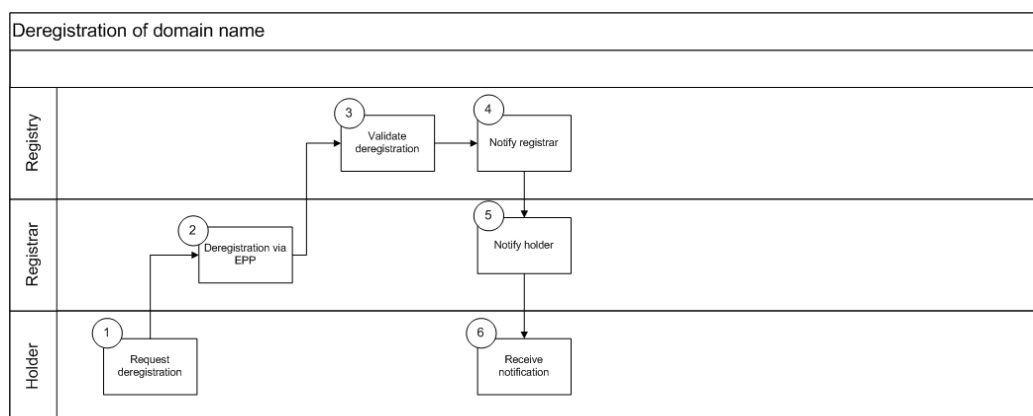 Deregistration of domain name
Registry
3
Validate
deregistration
4
Notify registrar
Registrar
2
Deregistration via
EPP
5
Notify holder
Holder
1
Request
deregistration
6
Receive
notification